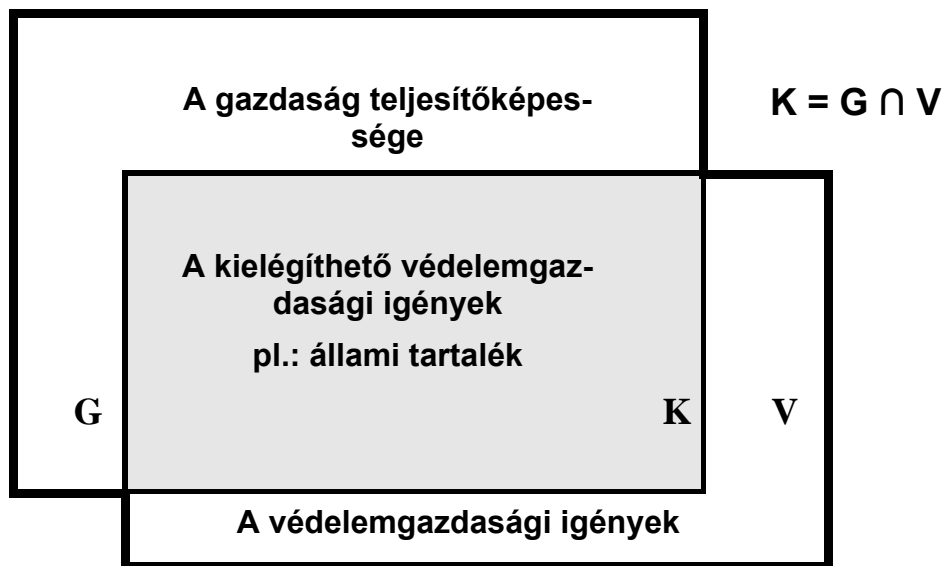 A gazdaság teljesítőképes-
sége
K = G ∩ V
A kielégíthető védelemgaz-
dasági igények
pl.: állami tartalék
G
K
V
A védelemgazdasági igények